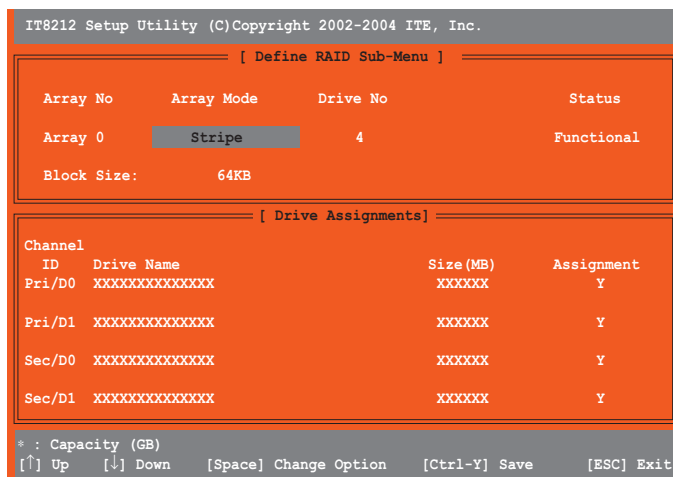 IT8212 Setup Utility (C)Copyright 2002-2004 ITE, Inc.
[ Define RAID Sub-Menu ]
Array No Array Mode Drive No Status
Array 0 Stripe 4 Functional
Block Size: 64KB
[ Drive Assignments]
Channel
ID Drive Name Size(MB) Assignment
Pri/D0 XXXXXXXXXXXXXX XXXXXX Y
Pri/D1 XXXXXXXXXXXXXX XXXXXX Y
Sec/D0 XXXXXXXXXXXXXX XXXXXX Y
Sec/D1 XXXXXXXXXXXXXX XXXXXX Y
* : Capacity (GB)
[↑] Up [↓] Down [Space] Change Option [Ctrl-Y] Save [ESC] Exit